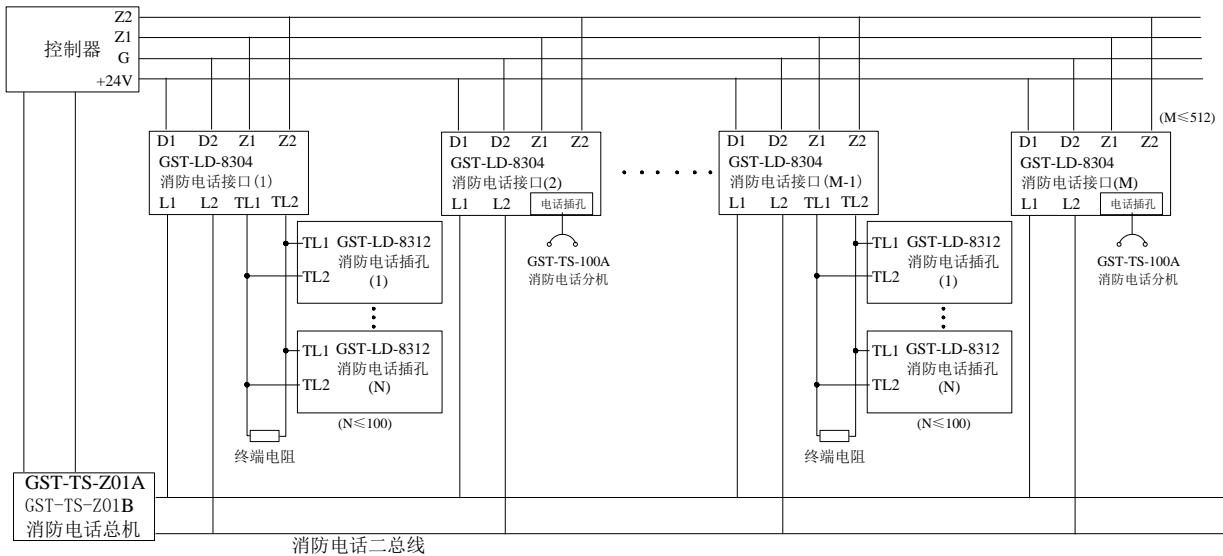 Z2
Z1
控制器
G
+24V
(M≤512)
D1 D2 Z1 Z2
GST-LD-8304
消防电话接口(1)
L1 L2 TL1 TL2
D1 D2 Z1 Z2
GST-LD-8304
消防电话接口(2)
L1 L2 电话插孔
······
D1 D2 Z1 Z2
GST-LD-8304
消防电话接口(M-1)
L1 L2 TL1 TL2
D1 D2 Z1 Z2
GST-LD-8304
消防电话接口(M)
L1 L2 电话插孔
TL1 GST-LD-8312
消防电话插孔
TL2
(1)
TL1 GST-LD-8312
消防电话插孔
TL2
(N)
(N≤100)
终端电阻
GST-TS-100A
消防电话分机
TL1 GST-LD-8312
消防电话插孔
TL2
(1)
TL1 GST-LD-8312
消防电话插孔
TL2
(N)
(N≤100)
终端电阻
GST-TS-100A
消防电话分机
GST-TS-Z01A
GST-TS-Z01B
消防电话总机
消防电话二总线